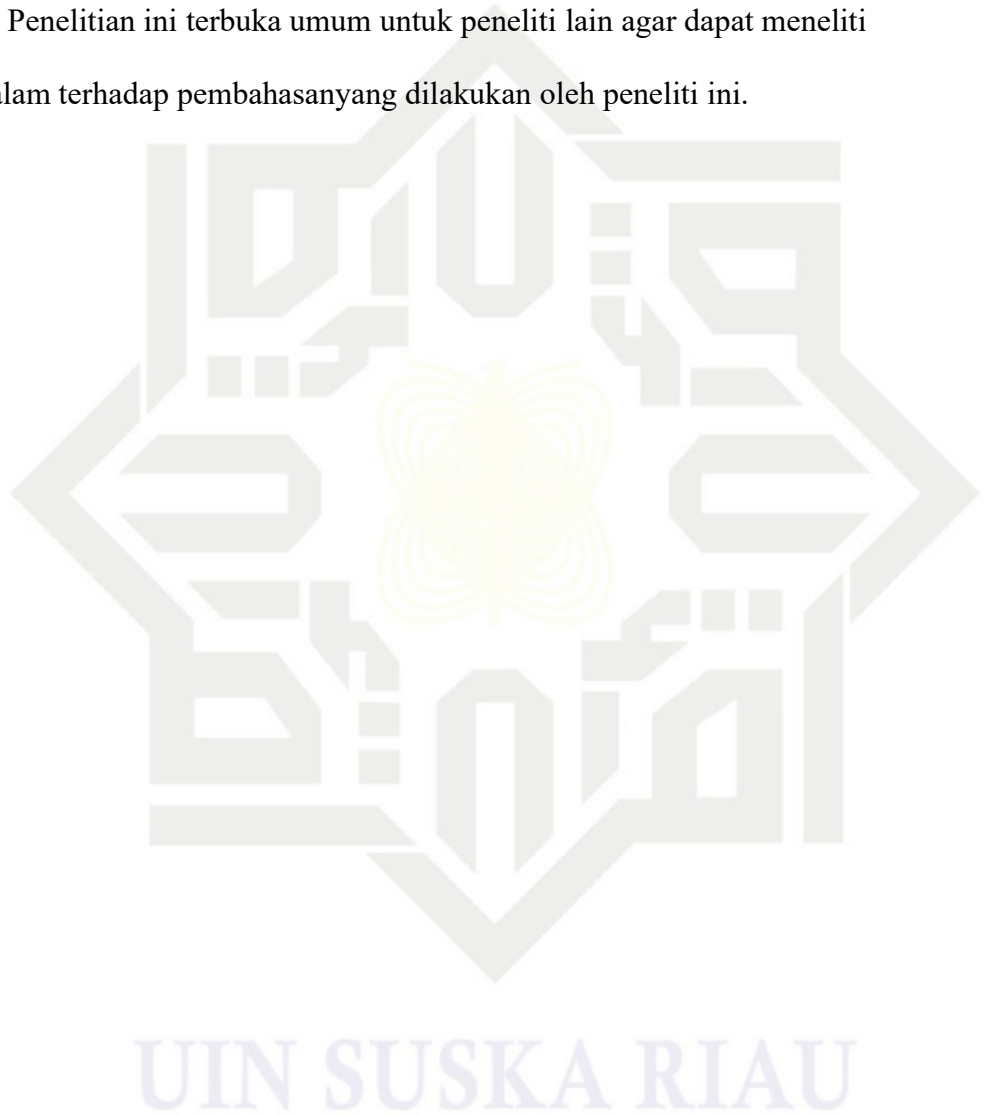 Penelitian ini terbuka umum untuk peneliti lain agar dapat meneliti
terhadap pembahasanyang dilakukan oleh peneliti ini.
UIN SUSKA RIAU